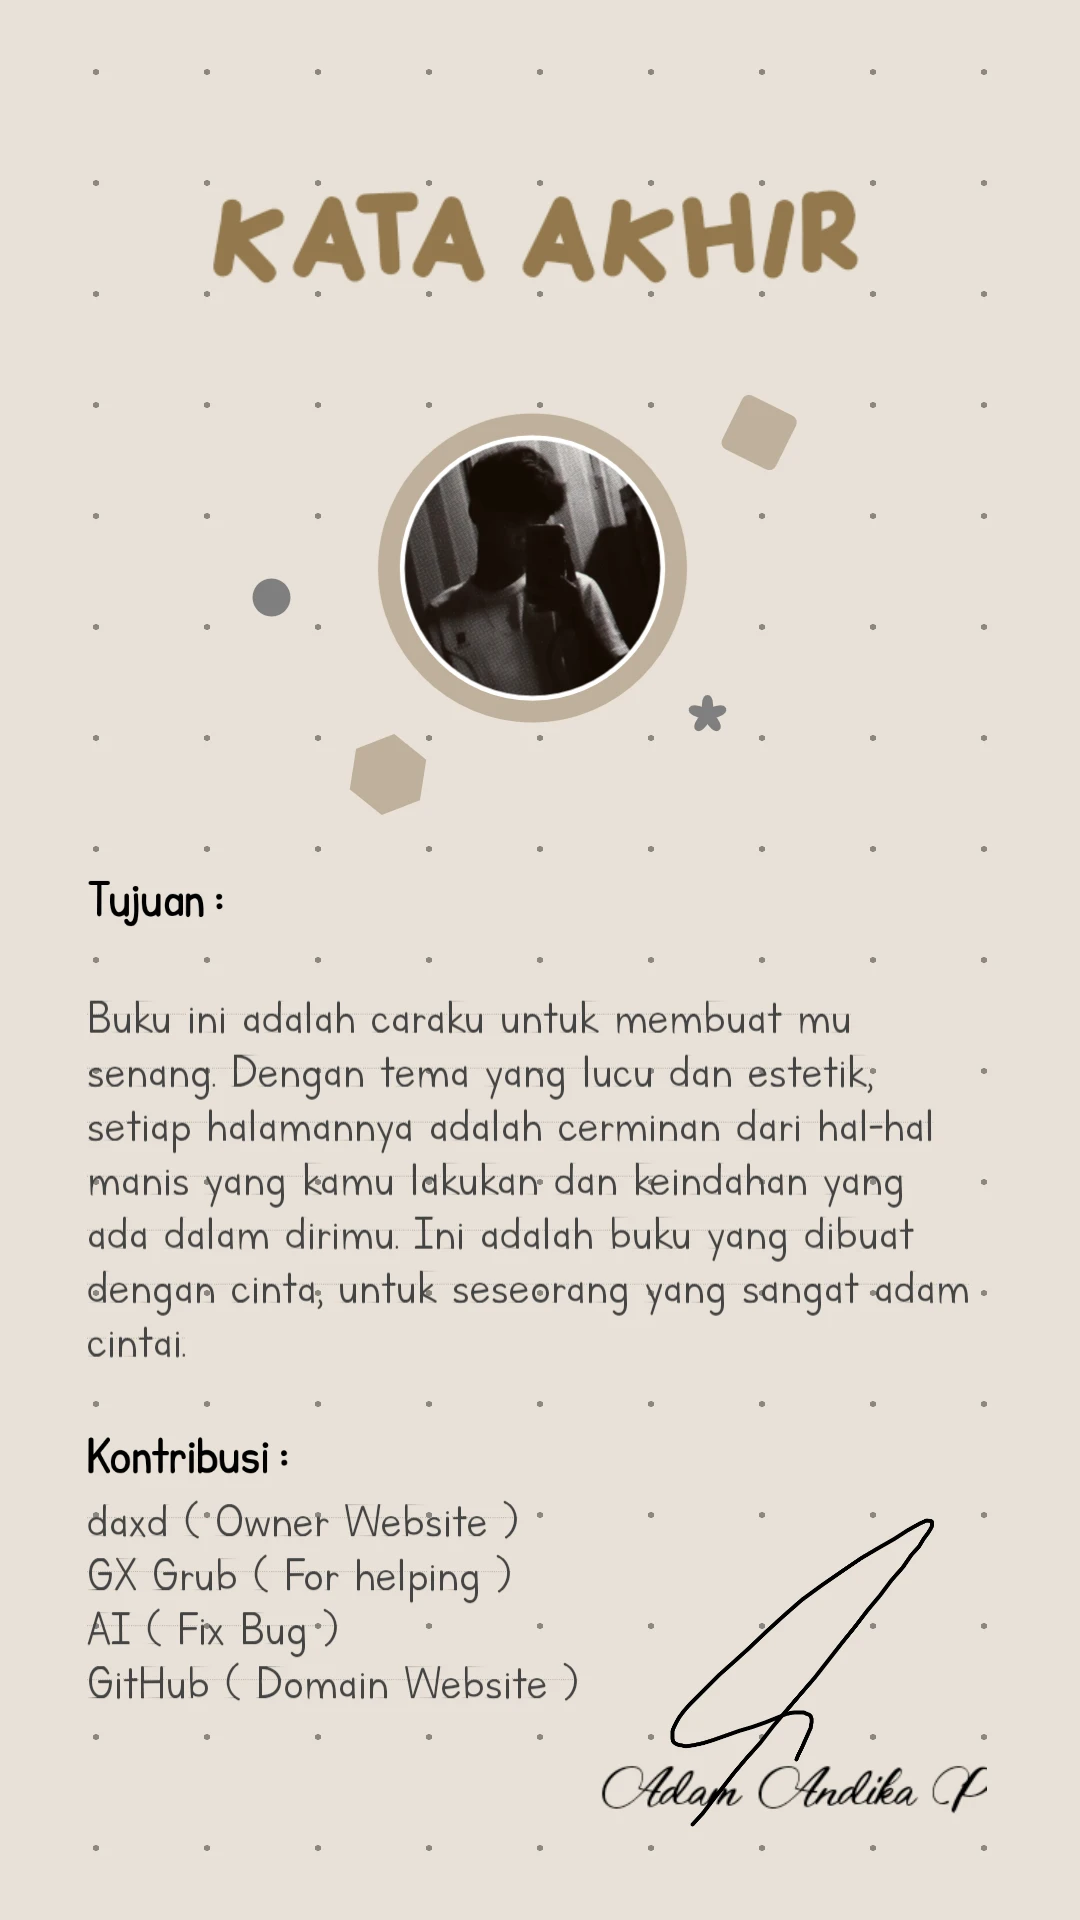 KATA AKHIR
Tujuan :
Buku ini adalah caraku untuk membuat mu
senang. Dengan tema yang lucu dan estetik,
setiap halamannya adalah cerminan dari hal-hal
manis yang kamu lakukan dan keindahan yang
ada dalam dirimu. Ini adalah buku yang dibuat
dengan cinta, untuk seseorang yang sangat adam
cintai.
Kontribusi :
daxd ( Owner Website )
GX Grub ( For helping )
AI ( Fix Bug )
GitHub ( Domain Website )
Adam Andika P